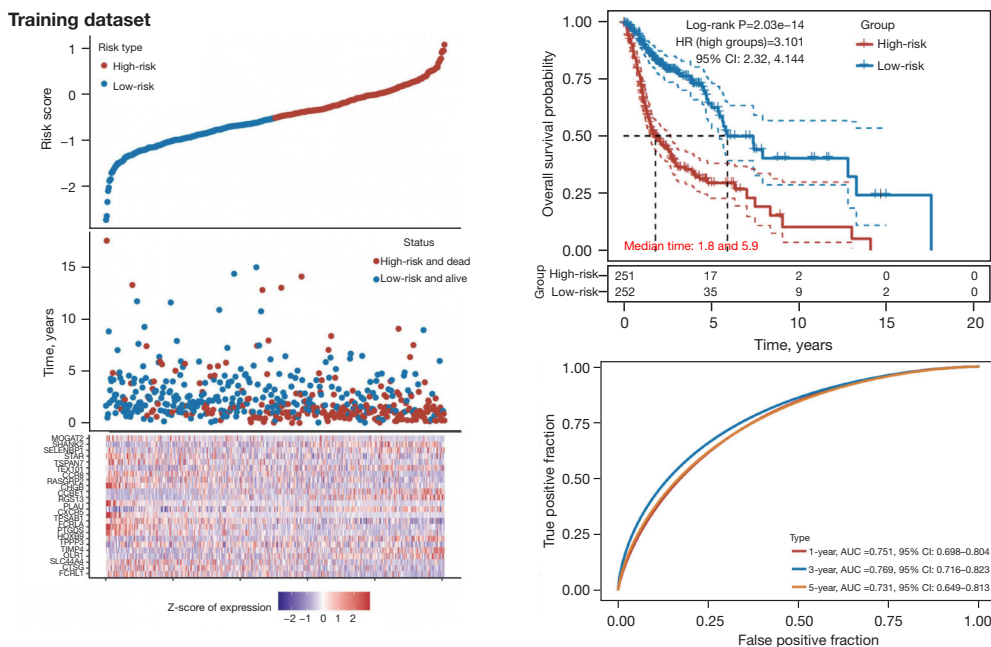 Training dataset
Risk type
High-risk
Low-risk
Risk score
1
0
−1
−2
Status
High-risk and dead
Low-risk and alive
Time, years
15
10
5
0
MOGAT2
SHANK2
SELENBP1
STAR
TSPAN7
TEX101
CCR8
RASGRP2
CHGB
CCBE1
RGS13
PLAU
CXCR5
TPSAB1
FCRLA
PTGDS
HOXB9
TPPP3
TIMP4
OLR1
SLC44A4
CTSG
FCRL1
Z-score of expression
−2 −1 0 1 2
Log-rank P=2.03e−14
HR (high groups)=3.101
95% CI: 2.32, 4.144
Group
High-risk
Low-risk
Overall survival probability
1.00
0.75
0.50
0.25
0.00
Median time: 1.8 and 5.9
Group
High-risk 251 17 2 0 0
Low-risk 252 35 9 2 0
0 5 10 15 20
Time, years
True positive fraction
1.00
0.75
0.50
0.25
0.00
Type
1-year, AUC =0.751, 95% CI: 0.698–0.804
3-year, AUC =0.769, 95% CI: 0.716–0.823
5-year, AUC =0.731, 95% CI: 0.649–0.813
0.00 0.25 0.50 0.75 1.00
False positive fraction